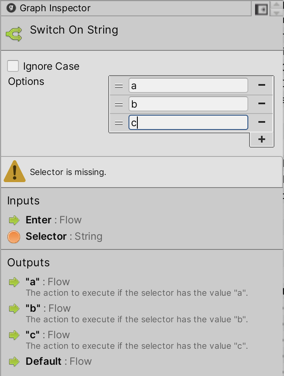 Graph Inspector
Switch On String
Ignore Case
Options
a
b
c
Selector is missing.
Inputs
Enter : Flow
Selector : String
Outputs
"a" : Flow
The action to execute if the selector has the value "a".
"b" : Flow
The action to execute if the selector has the value "b".
"c" : Flow
The action to execute if the selector has the value "c".
Default : Flow